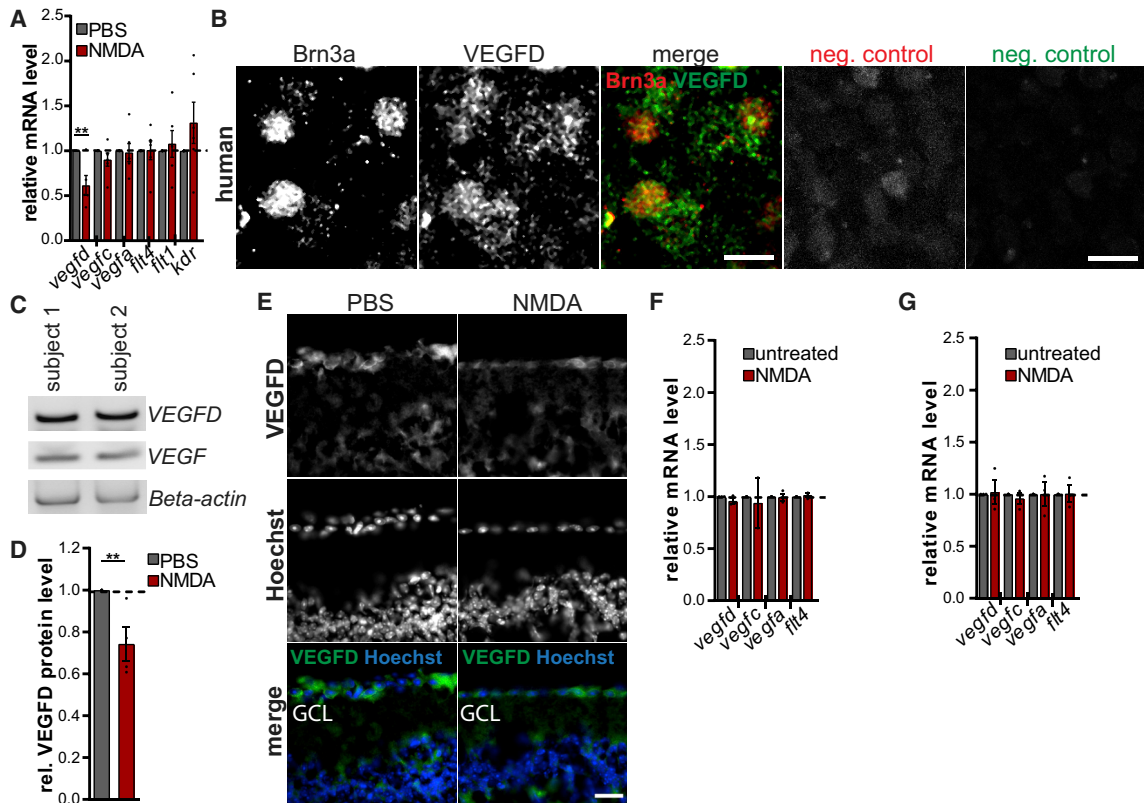 A
PBS
NMDA
relative mRNA level
2.5
2.0
1.5
1.0
0.5
0.0
**
vegfd
vegfc
vegfa
flt4
flt1
kdr
B
Brn3a
VEGFD
merge
neg. control
neg. control
human
Brn3a VEGFD
C
subject 1
subject 2
VEGFD
VEGF
Beta-actin
D
rel. VEGFD protein level
1.2
1.0
0.8
0.6
0.4
0.2
0.0
**
PBS
NMDA
E
PBS
NMDA
VEGFD
Hoechst
merge
VEGFD Hoechst
VEGFD Hoechst
GCL
GCL
F
untreated
NMDA
relative mRNA level
2.5
2.0
1.5
1.0
0.5
0.0
vegfd
vegfc
vegfa
flt4
G
untreated
NMDA
relative mRNA level
2.5
2.0
1.5
1.0
0.5
0.0
vegfd
vegfc
vegfa
flt4